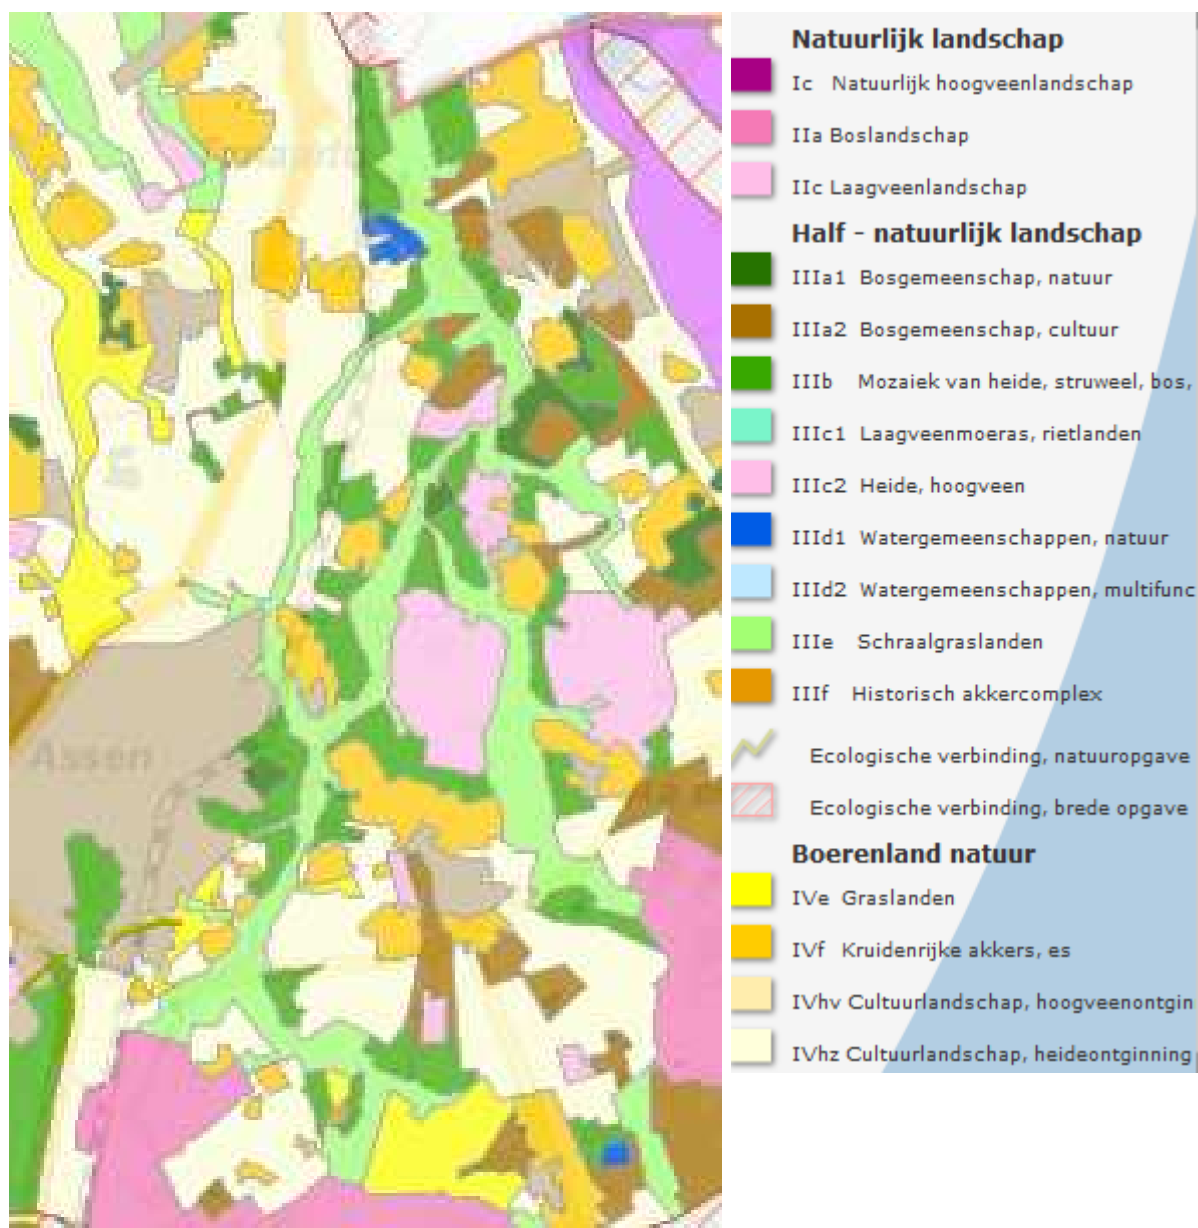 Assen
Natuurlijk landschap
Ic Natuurlijk hoogveenlandschap
IIa Boslandschap
IIc Laagveenlandschap
Half - natuurlijk landschap
IIIa1 Bosgemeenschap, natuur
IIIa2 Bosgemeenschap, cultuur
IIIb Mozaiek van heide, struweel, bos,
IIIc1 Laagveenmoeras, rietlanden
IIIc2 Heide, hoogveen
IIId1 Watergemeenschappen, natuur
IIId2 Watergemeenschappen, multifunc
IIIe Schraalgraslanden
IIIf Historisch akkercomplex
Ecologische verbinding, natuuropgave
Ecologische verbinding, brede opgave
Boerenland natuur
IVe Graslanden
IVf Kruidenrijke akkers, es
IVhv Cultuurlandschap, hoogveenontgin
IVhz Cultuurlandschap, heideontginning